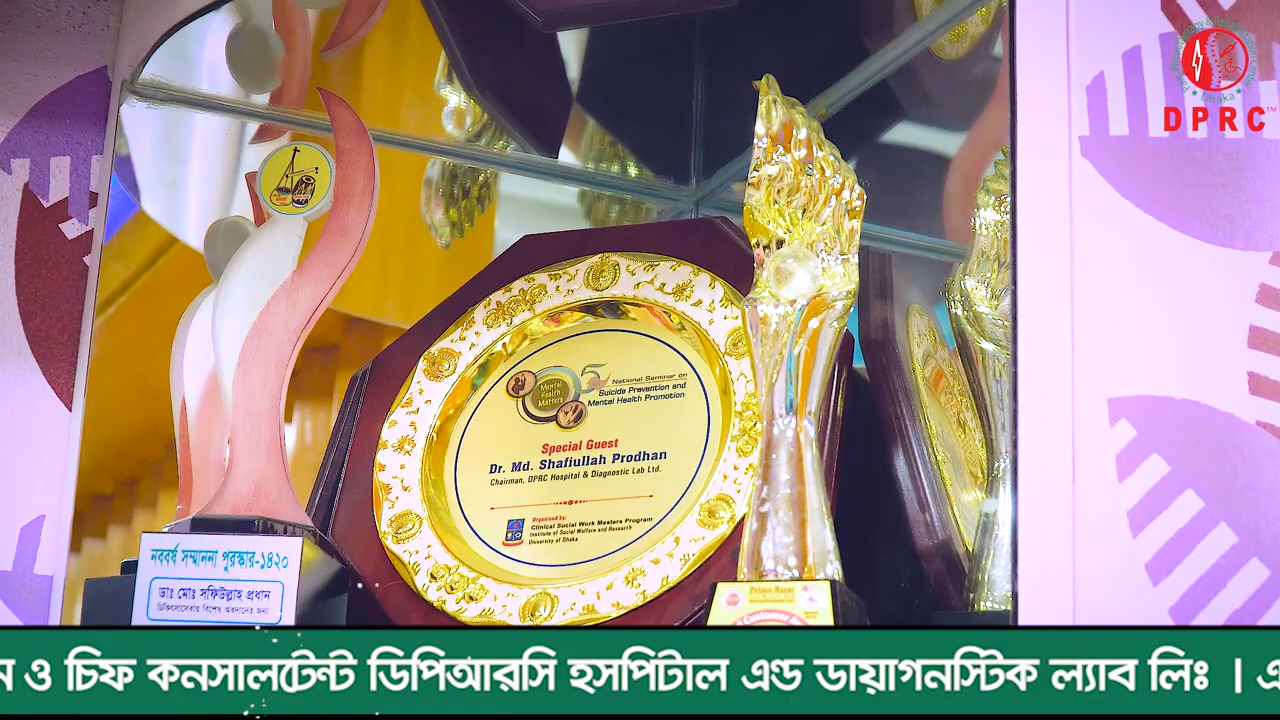 Dhaka
DPRC
Mental Health Matters
National Seminar on
Suicide Prevention and
Mental Health Promotion
Special Guest
Dr. Md. Shafiullah Prodhan
Chairman, DPRC Hospital & Diagnostic Lab Ltd.
Organised by:
Clinical Social Work Masters Program
Institute of Social Welfare and Research
University of Dhaka
নববর্ষ সম্মাননা পুরস্কার-১৪২০
ডাঃ মোঃ সফিউল্লাহ প্রধান
চিকিৎসাসেবায় বিশেষ অবদানের জন্য
Prime Bazar
ন ও চিফ কনসালটেন্ট ডিপিআরসি হসপিটাল এন্ড ডায়াগনস্টিক ল্যাব লিঃ । এ